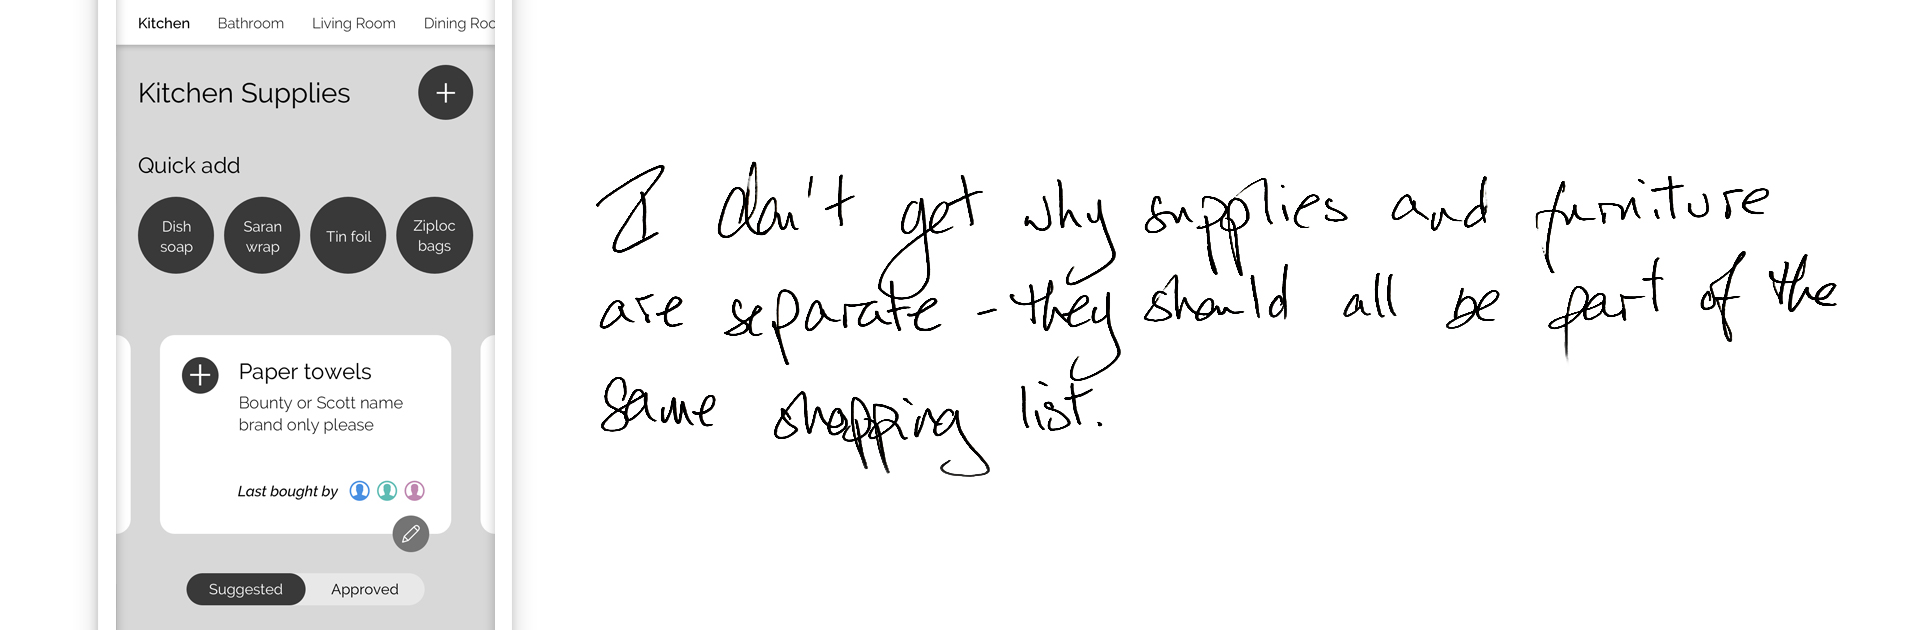 Kitchen Bathroom Living Room Dining Roo
Kitchen Supplies
Quick add
Dish
soap
Saran
wrap
Tin foil
Ziploc
bags
Paper towels
Bounty or Scott name
brand only please
Last bought by
Suggested Approved
I don't get why supplies and furniture
are separate - they should all be part of the
same shopping list.